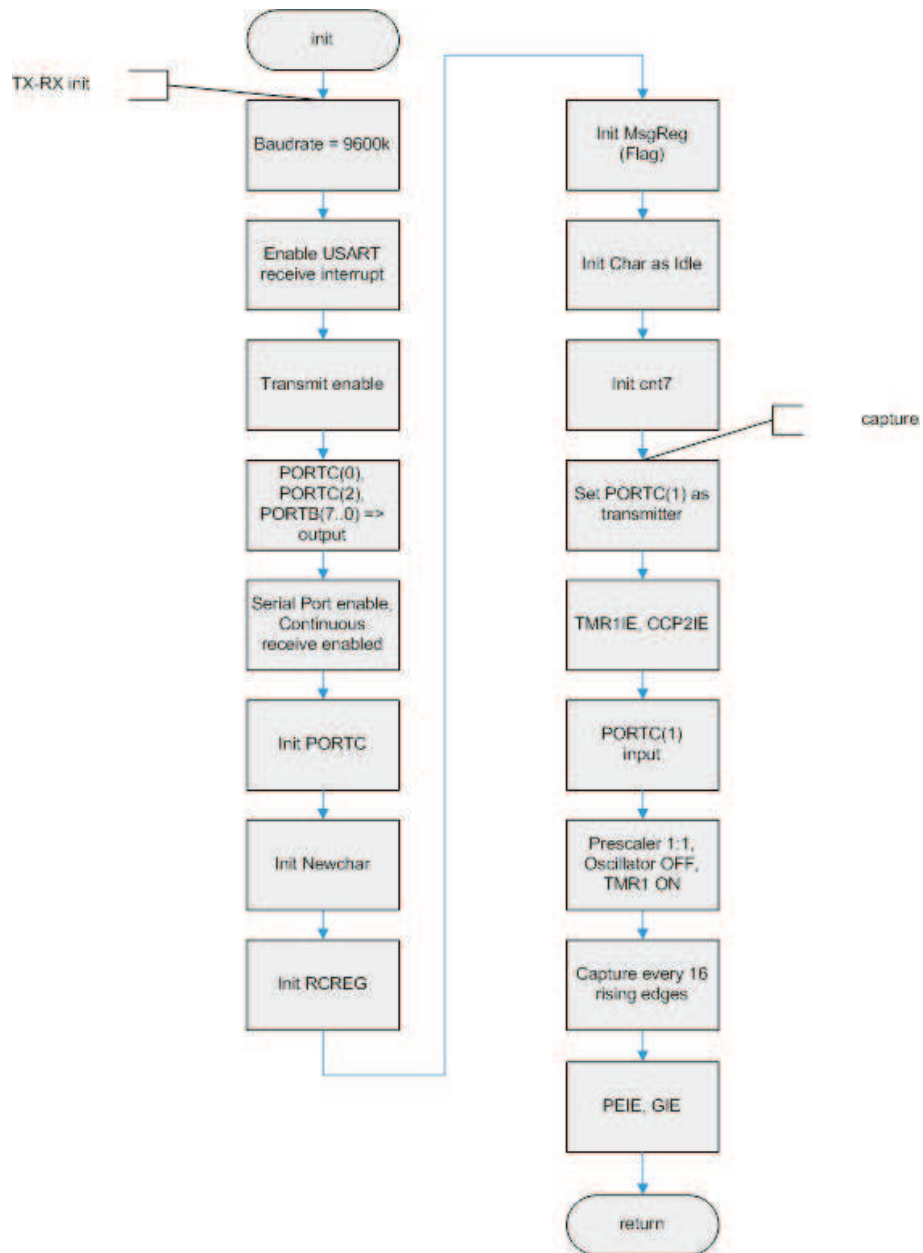 init
TX-RX init
Baudrate = 9600k
Enable USART
receive interrupt
Transmit enable
PORTC(0),
PORTC(2),
PORTB(7..0) =>
output
Serial Port enable,
Continuous
receive enabled
Init PORTC
Init Newchar
Init RCREG
Init MsgReg
(Flag)
Init Char as Idle
Init cnt7
capture
Set PORTC(1) as
transmitter
TMR1IE, CCP2IE
PORTC(1)
input
Prescaler 1:1,
Oscillator OFF,
TMR1 ON
Capture every 16
rising edges
PEIE, GIE
return